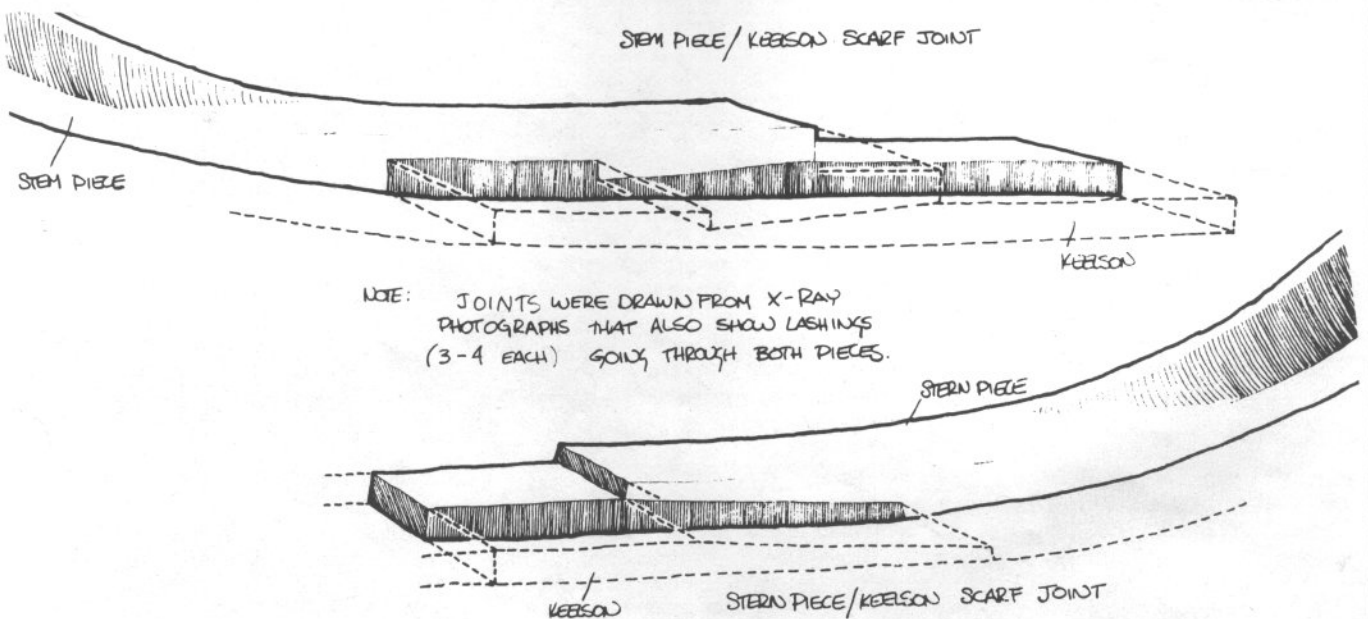 STEM PIECE/KEELSON SCARF JOINT
STEM PIECE
KEELSON
NOTE: JOINTS WERE DRAWN FROM X-RAY
PHOTOGRAPHS THAT ALSO SHOW LASHINGS
(3-4 EACH) GOING THROUGH BOTH PIECES.
STERN PIECE
KEELSON
STERN PIECE/KEELSON SCARF JOINT